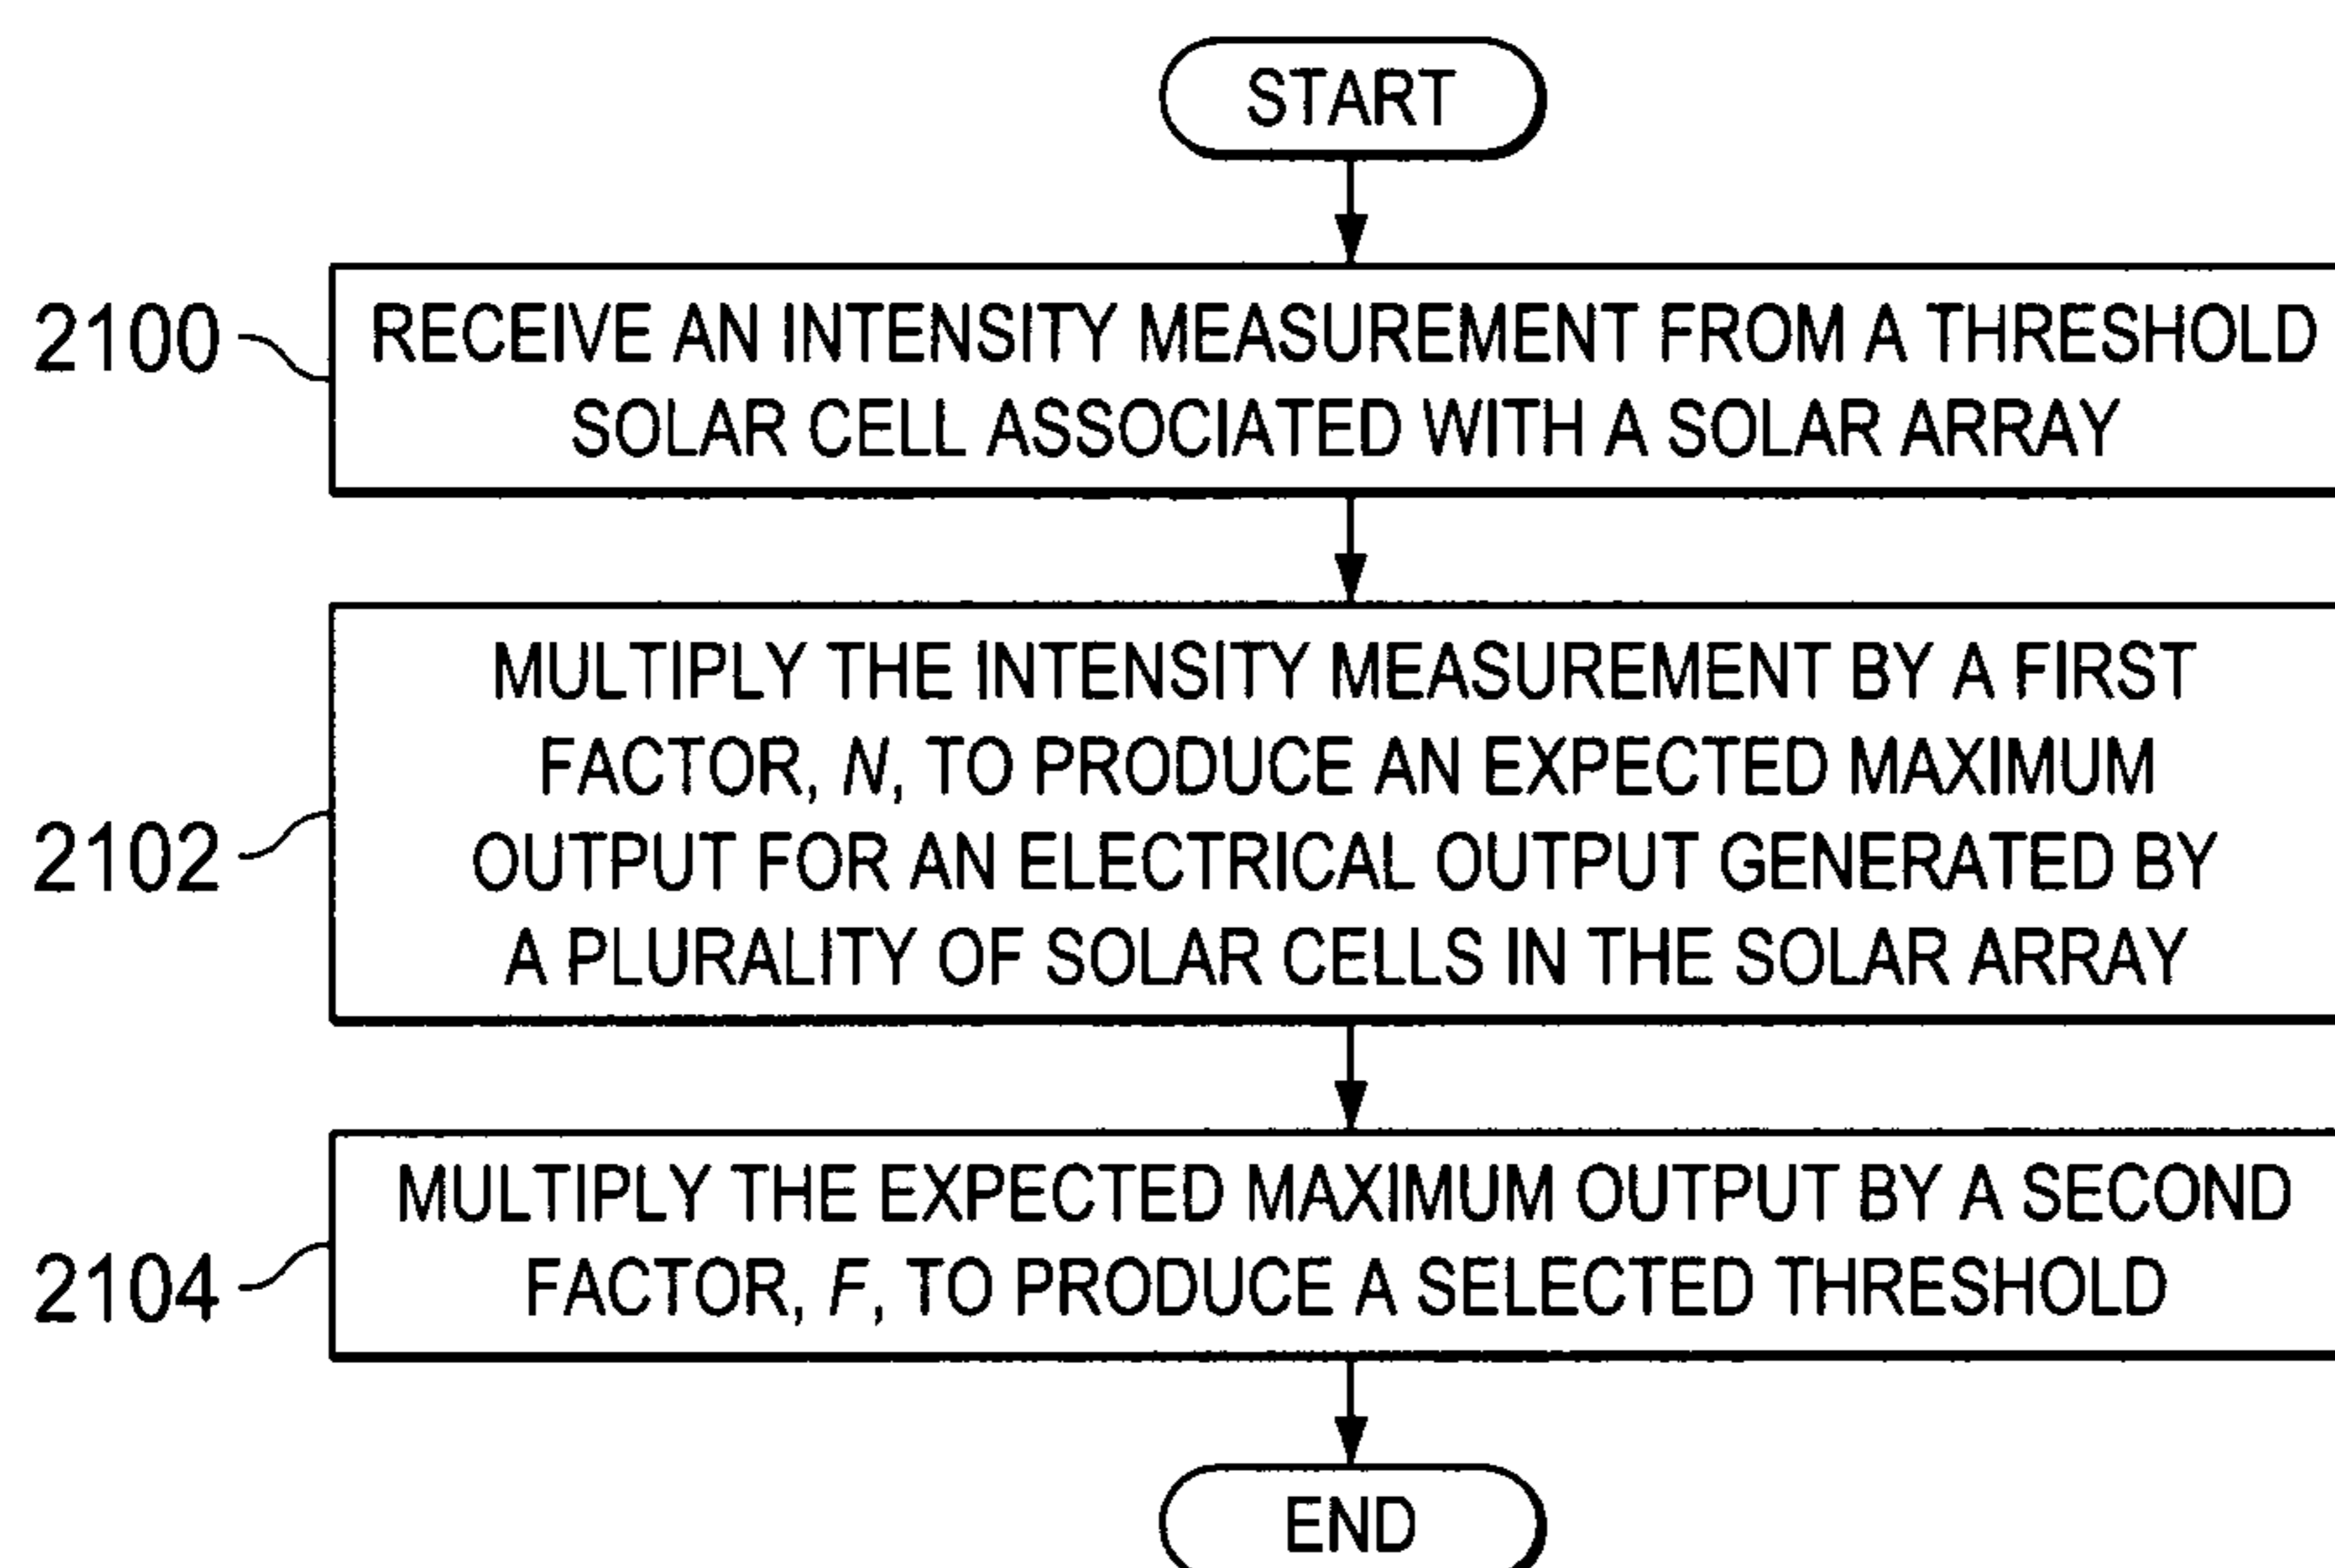 START
2100
RECEIVE AN INTENSITY MEASUREMENT FROM A THRESHOLD
SOLAR CELL ASSOCIATED WITH A SOLAR ARRAY
MULTIPLY THE INTENSITY MEASUREMENT BY A FIRST
FACTOR, N, TO PRODUCE AN EXPECTED MAXIMUM
2102
OUTPUT FOR AN ELECTRICAL OUTPUT GENERATED BY
A PLURALITY OF SOLAR CELLS IN THE SOLAR ARRAY
MULTIPLY THE EXPECTED MAXIMUM OUTPUT BY A SECOND
2104
FACTOR, F, TO PRODUCE A SELECTED THRESHOLD
END